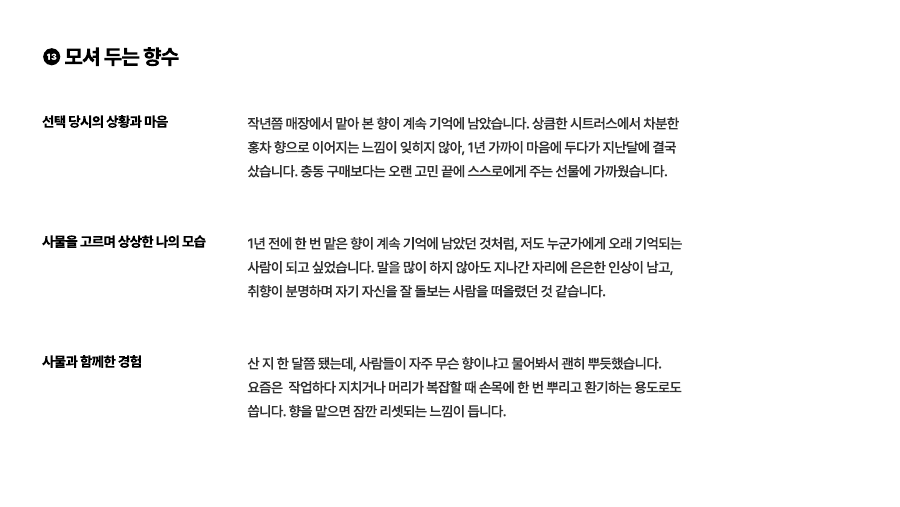 ⓭ 모셔 두는 향수
선택 당시의 상황과 마음
작년쯤 매장에서 맡아 본 향이 계속 기억에 남았습니다. 상큼한 시트러스에서 차분한
홍차 향으로 이어지는 느낌이 잊히지 않아, 1년 가까이 마음에 두다가 지난달에 결국
샀습니다. 충동 구매보다는 오랜 고민 끝에 스스로에게 주는 선물에 가까웠습니다.
사물을 고르며 상상한 나의 모습
1년 전에 한 번 맡은 향이 계속 기억에 남았던 것처럼, 저도 누군가에게 오래 기억되는
사람이 되고 싶었습니다. 말을 많이 하지 않아도 지나간 자리에 은은한 인상이 남고,
취향이 분명하며 자기 자신을 잘 돌보는 사람을 떠올렸던 것 같습니다.
사물과 함께한 경험
산 지 한 달쯤 됐는데, 사람들이 자주 무슨 향이냐고 물어봐서 괜히 뿌듯했습니다.
요즘은 작업하다 지치거나 머리가 복잡할 때 손목에 한 번 뿌리고 환기하는 용도로도
씁니다. 향을 맡으면 잠깐 리셋되는 느낌이 듭니다.